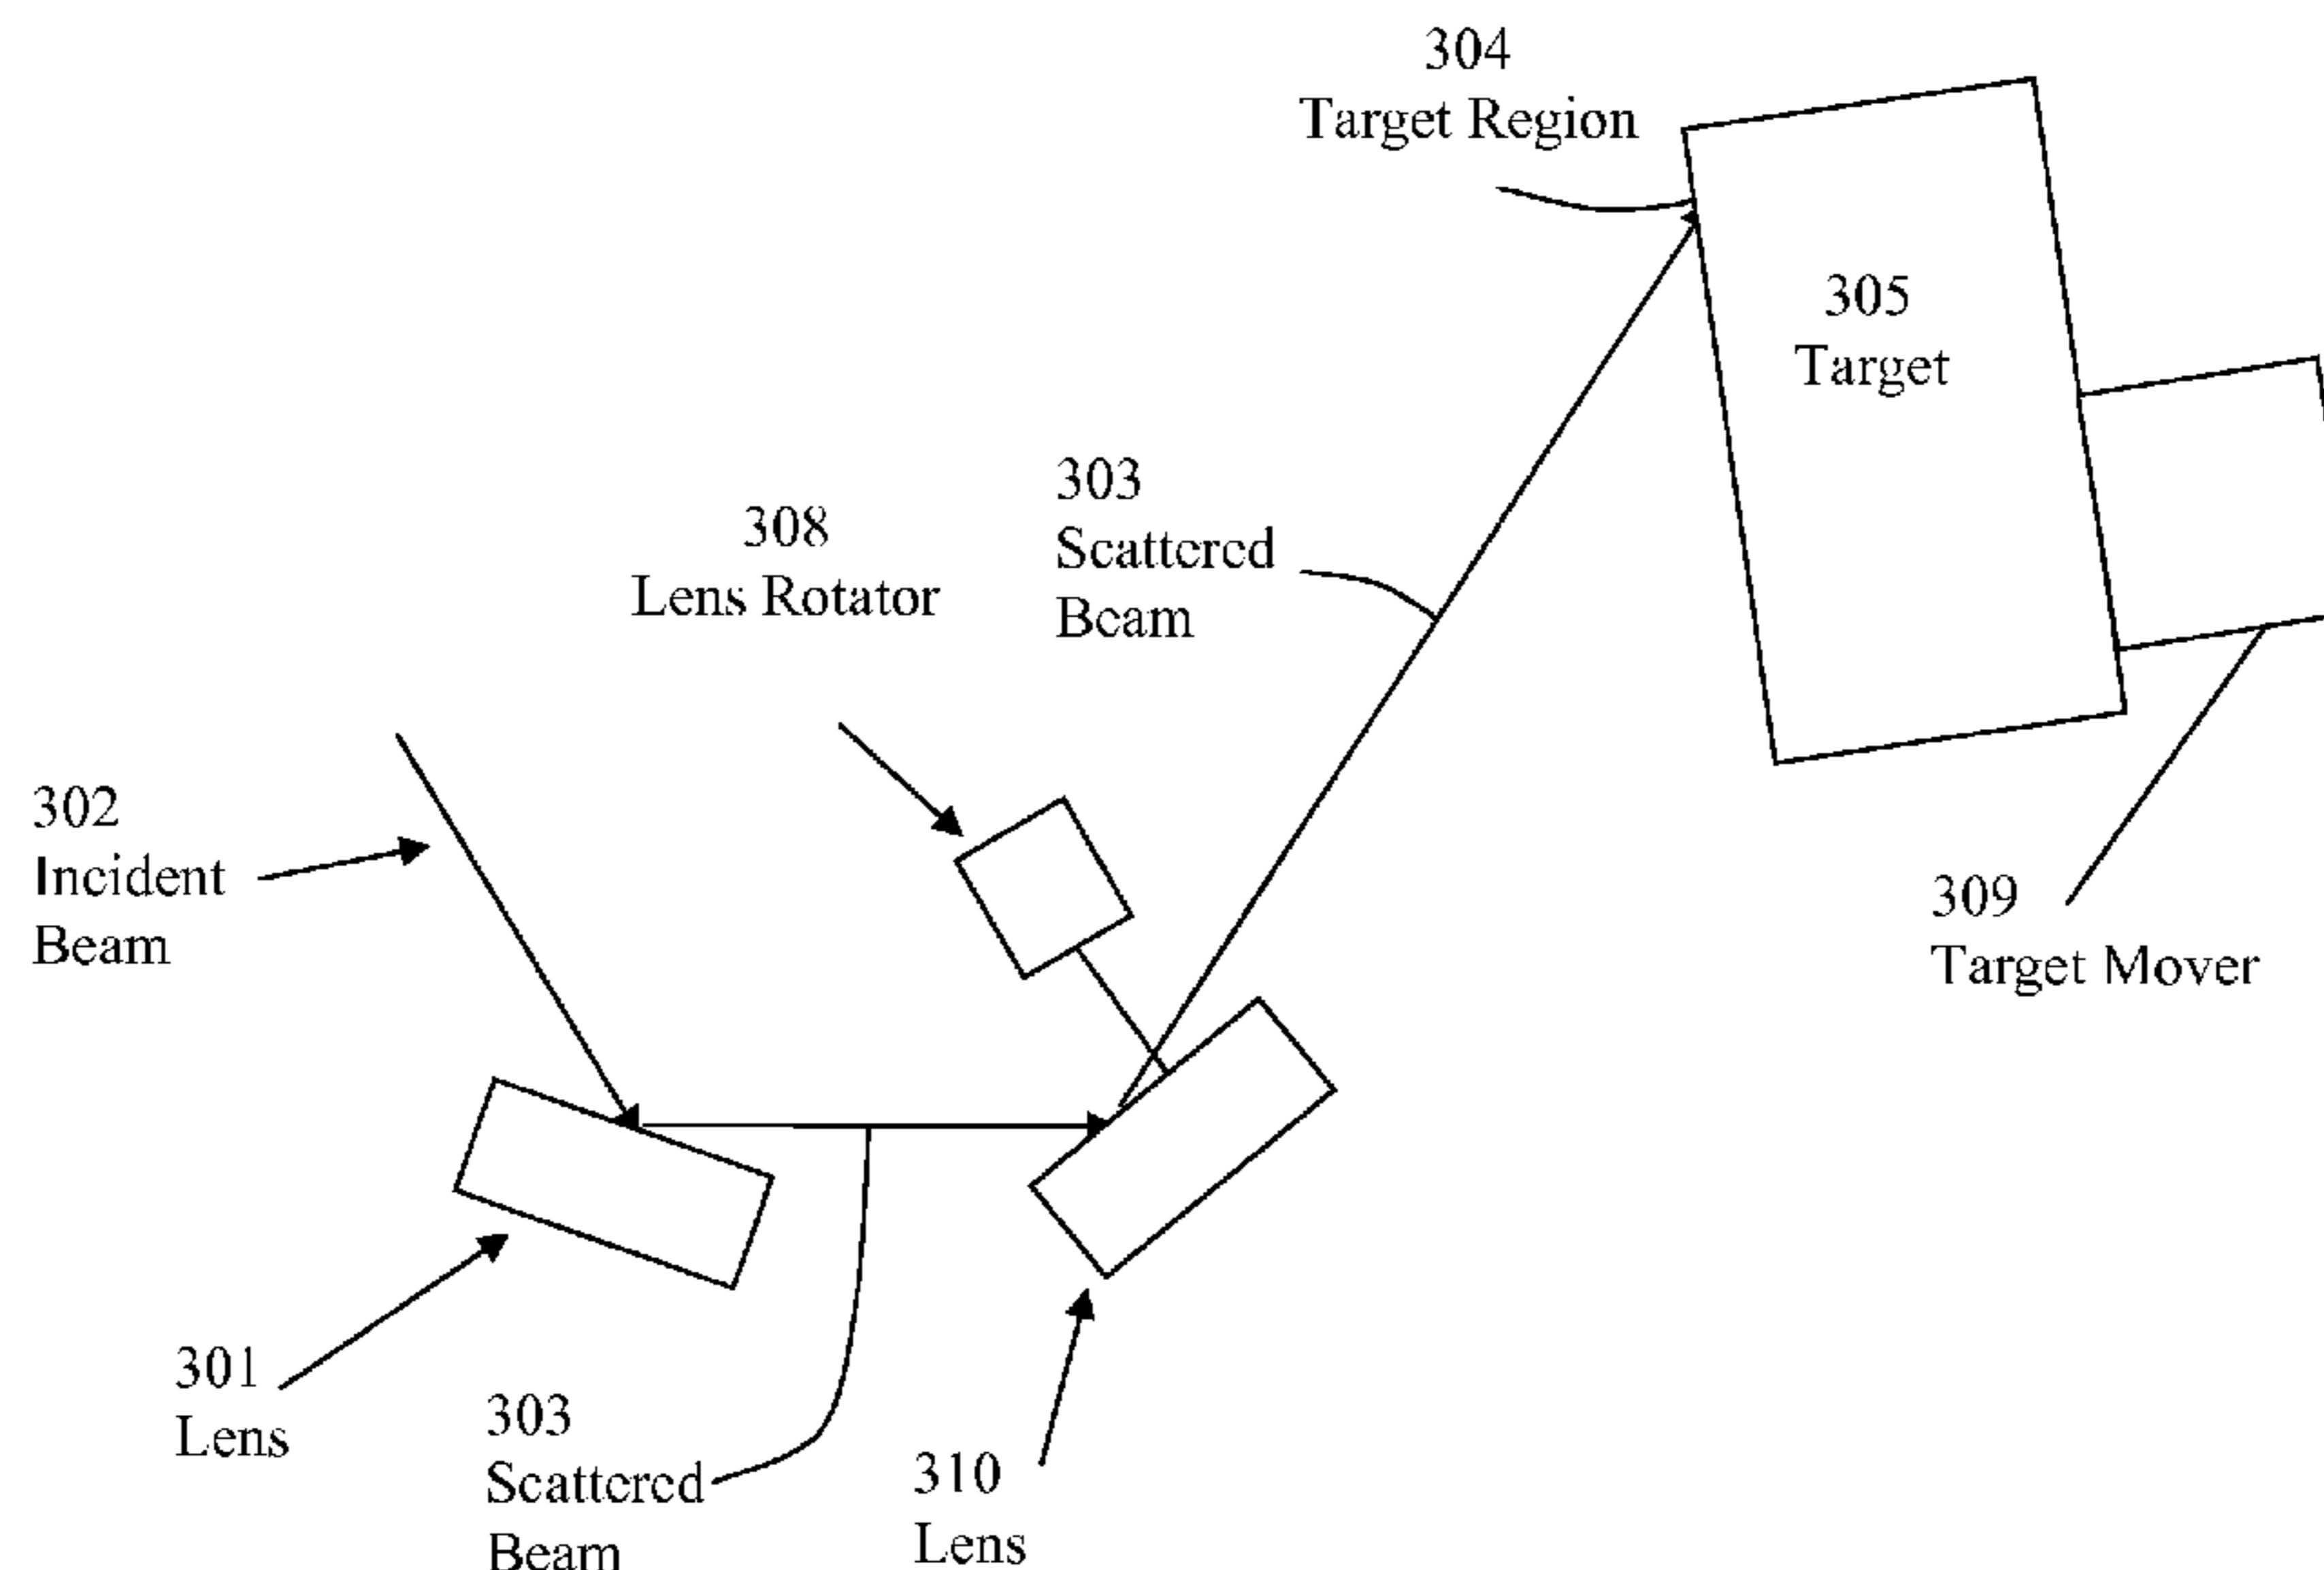 304
Target Region
305
Target
303
Scattered
Beam
308
Lens Rotator
302
Incident
Beam
309
Target Mover
301
Lens
303
Scattered
Beam
310
Lens